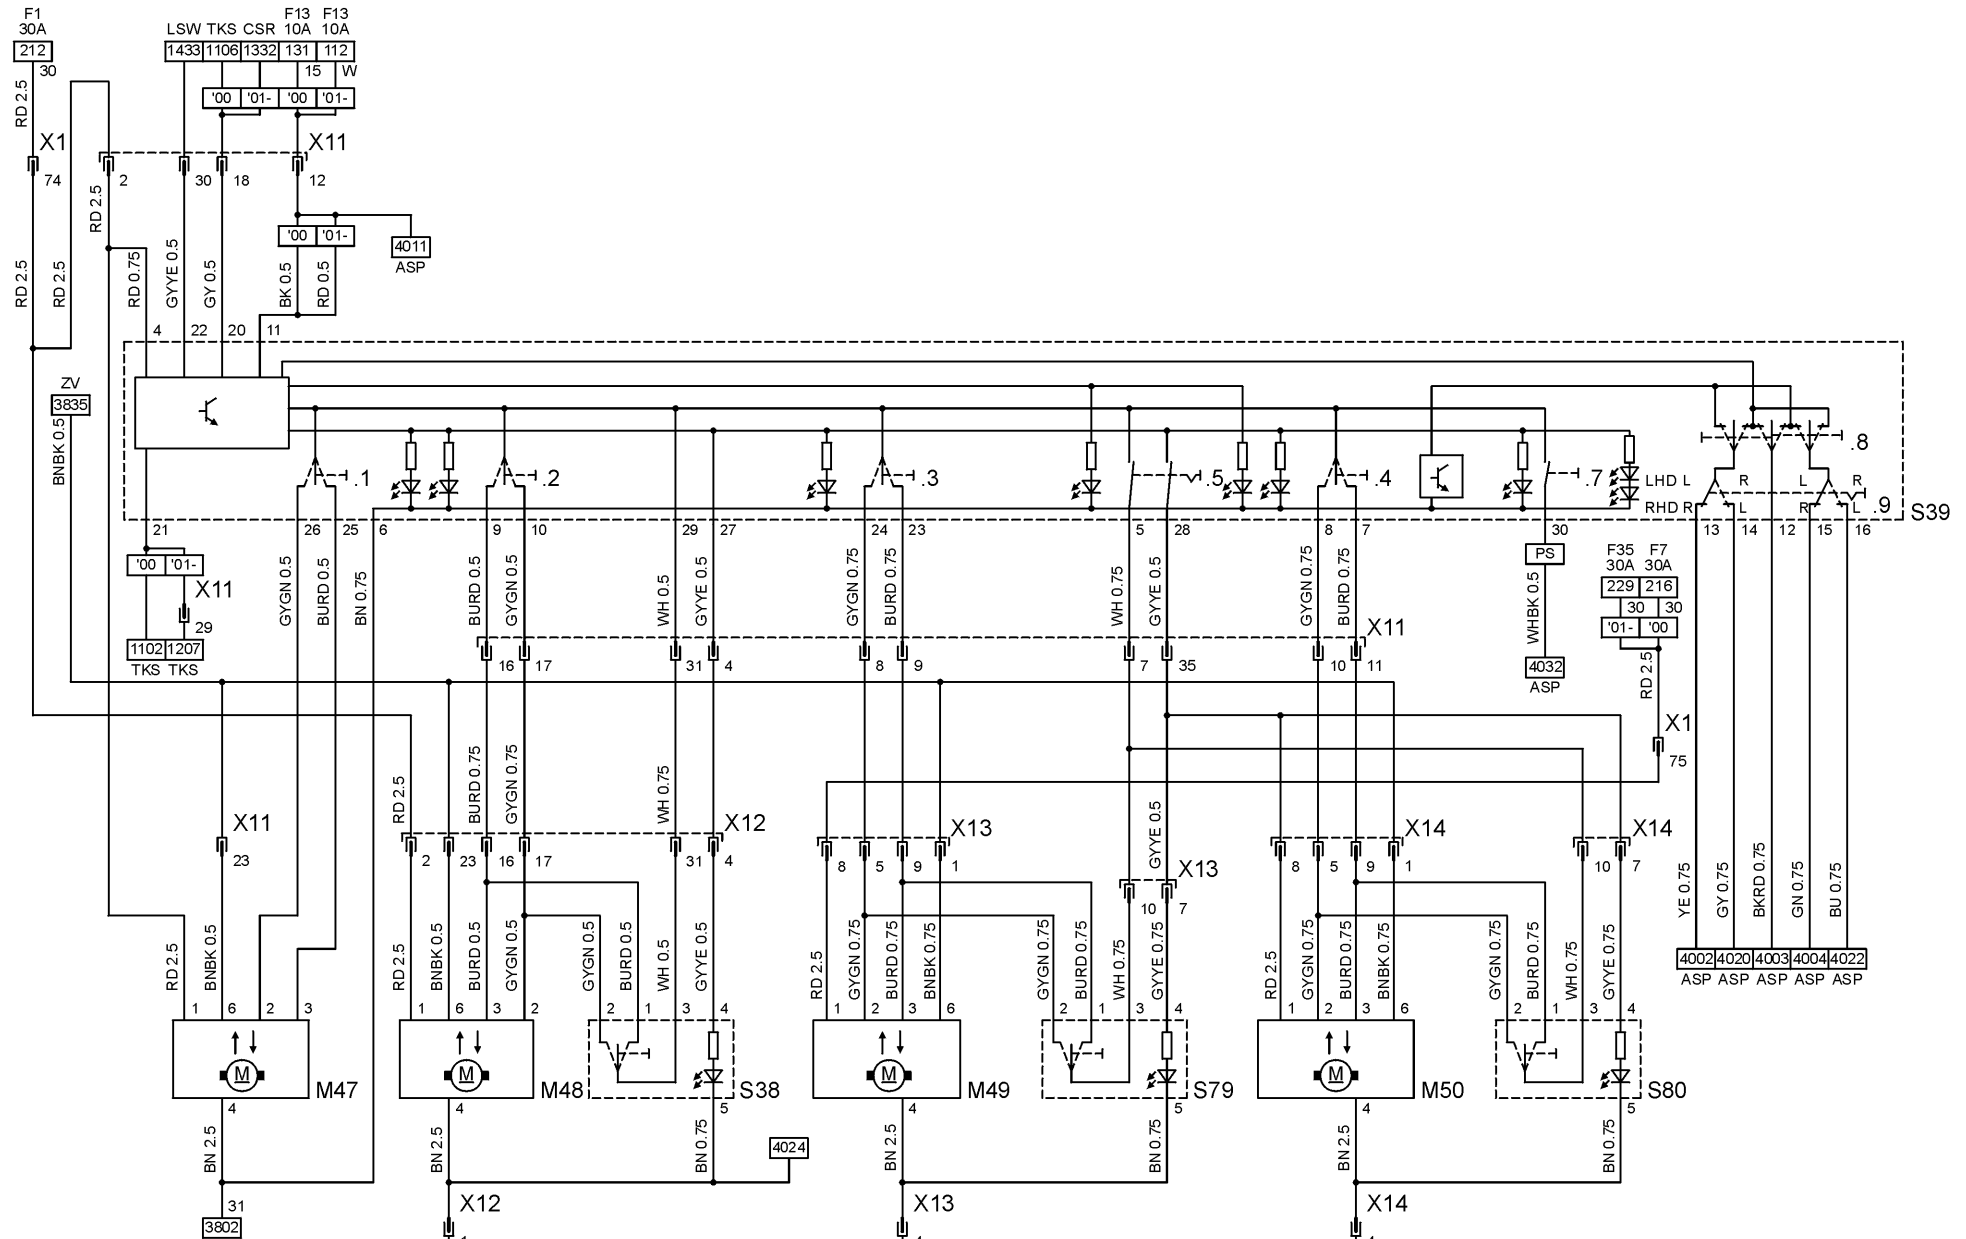 F1 F13 F13
30A LSW TKS CSR 10A 10A
212 1433 1106 1332 131 112
30 15 W
'00 '01- '00 '01-
RD 2.5
X1 X11
74 2 30 18 12
RD 2.5
'00 '01- 4011
ASP
RD 2.5 RD 2.5 RD 0.75 GYYE 0.5 GY 0.5 BK 0.5 RD 0.5
4 22 20 11
ZV
3835
BNBK 0.5
.1 .2 .3 .5 .4 .7 .8
LHD L R L R
RHD R L R L .9 S39
21 26 25 6 9 10 29 27 24 23 5 28 8 7 30 13 14 12 15 16
'00 '01- PS F35 F7
30A 30A
X11 229 216
29 30 30
'01- '00
GYGN 0.5 BURD 0.5 BN 0.75 BURD 0.5 GYGN 0.5 WH 0.5 GYYE 0.5 GYGN 0.75 BURD 0.75 WH 0.75 GYYE 0.5 GYGN 0.75 BURD 0.75 WHBK 0.5
X11
1102 1207 16 17 31 4 8 9 7 35 10 11 4032
TKS TKS ASP
RD 2.5
X1
75
RD 2.5 BURD 0.75 GYGN 0.75 WH 0.75 GYYE 0.5
X11 X12 X13 X14 X14
23 2 23 16 17 31 4 8 5 9 1 8 5 9 1 10 7
X13
10 7
YE 0.75 GY 0.75 BKRD 0.75 GN 0.75 BU 0.75
4002 4020 4003 4004 4022
ASP ASP ASP ASP ASP
RD 2.5 BNBK 0.5 RD 2.5 BNBK 0.5 BURD 0.5 GYGN 0.5 GYGN 0.5 BURD 0.5 WH 0.5 GYYE 0.5 RD 2.5 GYGN 0.75 BURD 0.75 BNBK 0.75 GYGN 0.75 BURD 0.75 WH 0.75 GYYE 0.75 RD 2.5 GYGN 0.75 BURD 0.75 BNBK 0.75 GYGN 0.75 BURD 0.75 WH 0.75 GYYE 0.75
1 6 2 3 1 6 3 2 2 1 3 4 1 2 3 6 2 1 3 4 1 2 3 6 2 1 3 4
M M M M
M47 M48 S38 M49 S79 M50 S80
4 4 5 4 5 4 5
BN 2.5 BN 2.5 BN 0.75 4024 BN 2.5 BN 0.75 BN 2.5 BN 0.75
31 X12 X13 X14
3802